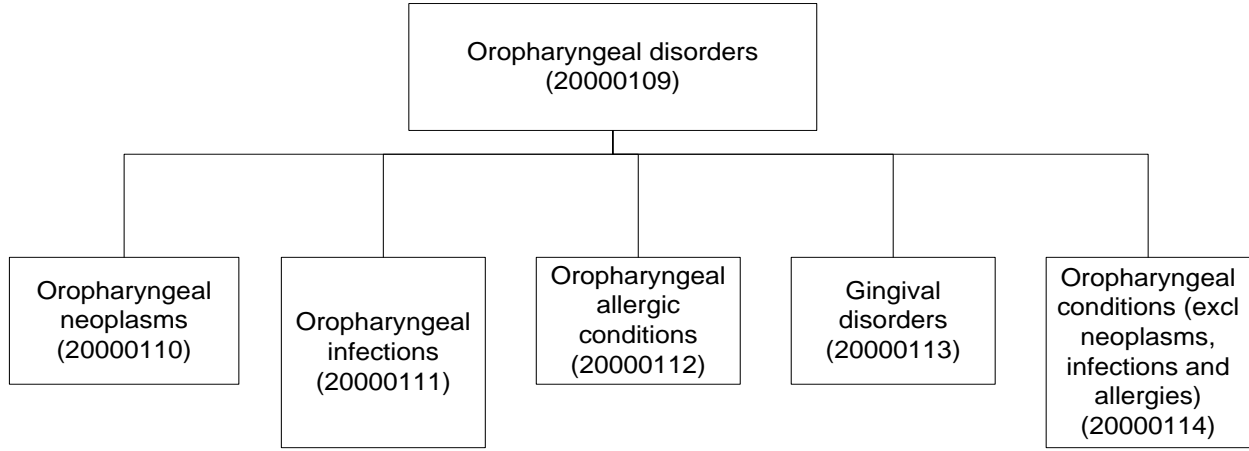 Oropharyngeal disorders
(20000109)
Oropharyngeal
neoplasms
(20000110)
Oropharyngeal
infections
(20000111)
Oropharyngeal
allergic
conditions
(20000112)
Gingival
disorders
(20000113)
Oropharyngeal
conditions (excl
neoplasms,
infections and
allergies)
(20000114)